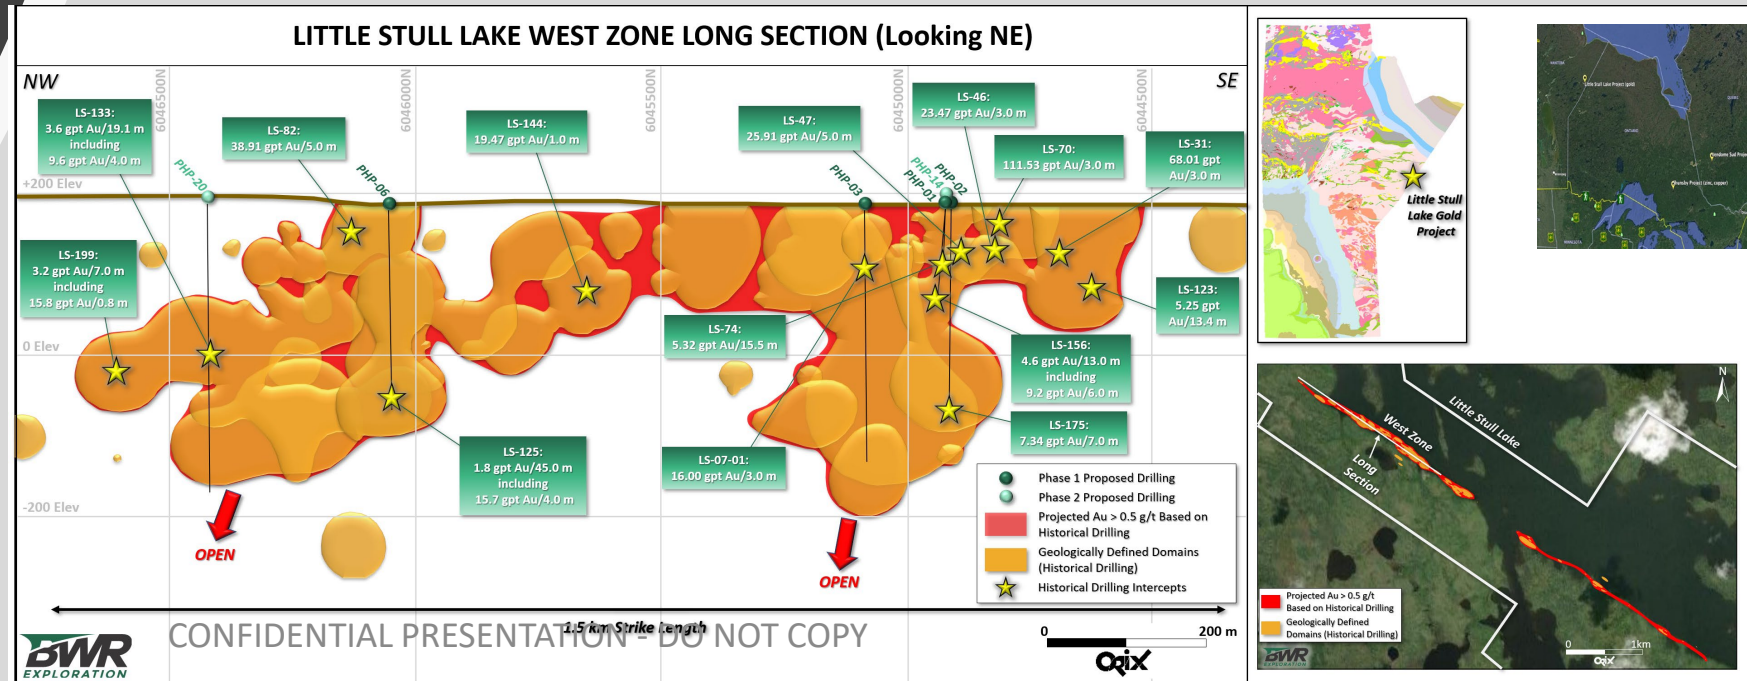 LITTLE STULL LAKE WEST ZONE LONG SECTION (Looking NE)
NW
SE
6046500N
6046000N
6045500N
6045000N
6044500N
LS-133:
3.6 gpt Au/19.1 m
including
9.6 gpt Au/4.0 m
LS-82:
38.91 gpt Au/5.0 m
LS-144:
19.47 gpt Au/1.0 m
LS-47:
25.91 gpt Au/5.0 m
LS-46:
23.47 gpt Au/3.0 m
LS-70:
111.53 gpt Au/3.0 m
LS-31:
68.01 gpt
Au/3.0 m
PHP-20
PHP-06
PHP-03
PHP-14
PHP-02
PHP-01
+200 Elev
LS-199:
3.2 gpt Au/7.0 m
including
15.8 gpt Au/0.8 m
LS-123:
5.25 gpt
Au/13.4 m
LS-74:
5.32 gpt Au/15.5 m
0 Elev
LS-156:
4.6 gpt Au/13.0 m
including
9.2 gpt Au/6.0 m
LS-175:
7.34 gpt Au/7.0 m
LS-125:
1.8 gpt Au/45.0 m
including
15.7 gpt Au/4.0 m
LS-07-01:
16.00 gpt Au/3.0 m
-200 Elev
OPEN
OPEN
Phase 1 Proposed Drilling
Phase 2 Proposed Drilling
Projected Au > 0.5 g/t Based on
Historical Drilling
Geologically Defined Domains
(Historical Drilling)
Historical Drilling Intercepts
1.5 km Strike Length
CONFIDENTIAL PRESENTATION - DO NOT COPY
BWR
EXPLORATION
0 200 m
Orix
Little Stull
Lake Gold
Project
Little Stull Lake Project (gold)
ONTARIO
N
Little Stull Lake
West Zone
Long
Section
Projected Au > 0.5 g/t
Based on Historical Drilling
Geologically Defined
Domains (Historical Drilling)
BWR
0 1km
Orix